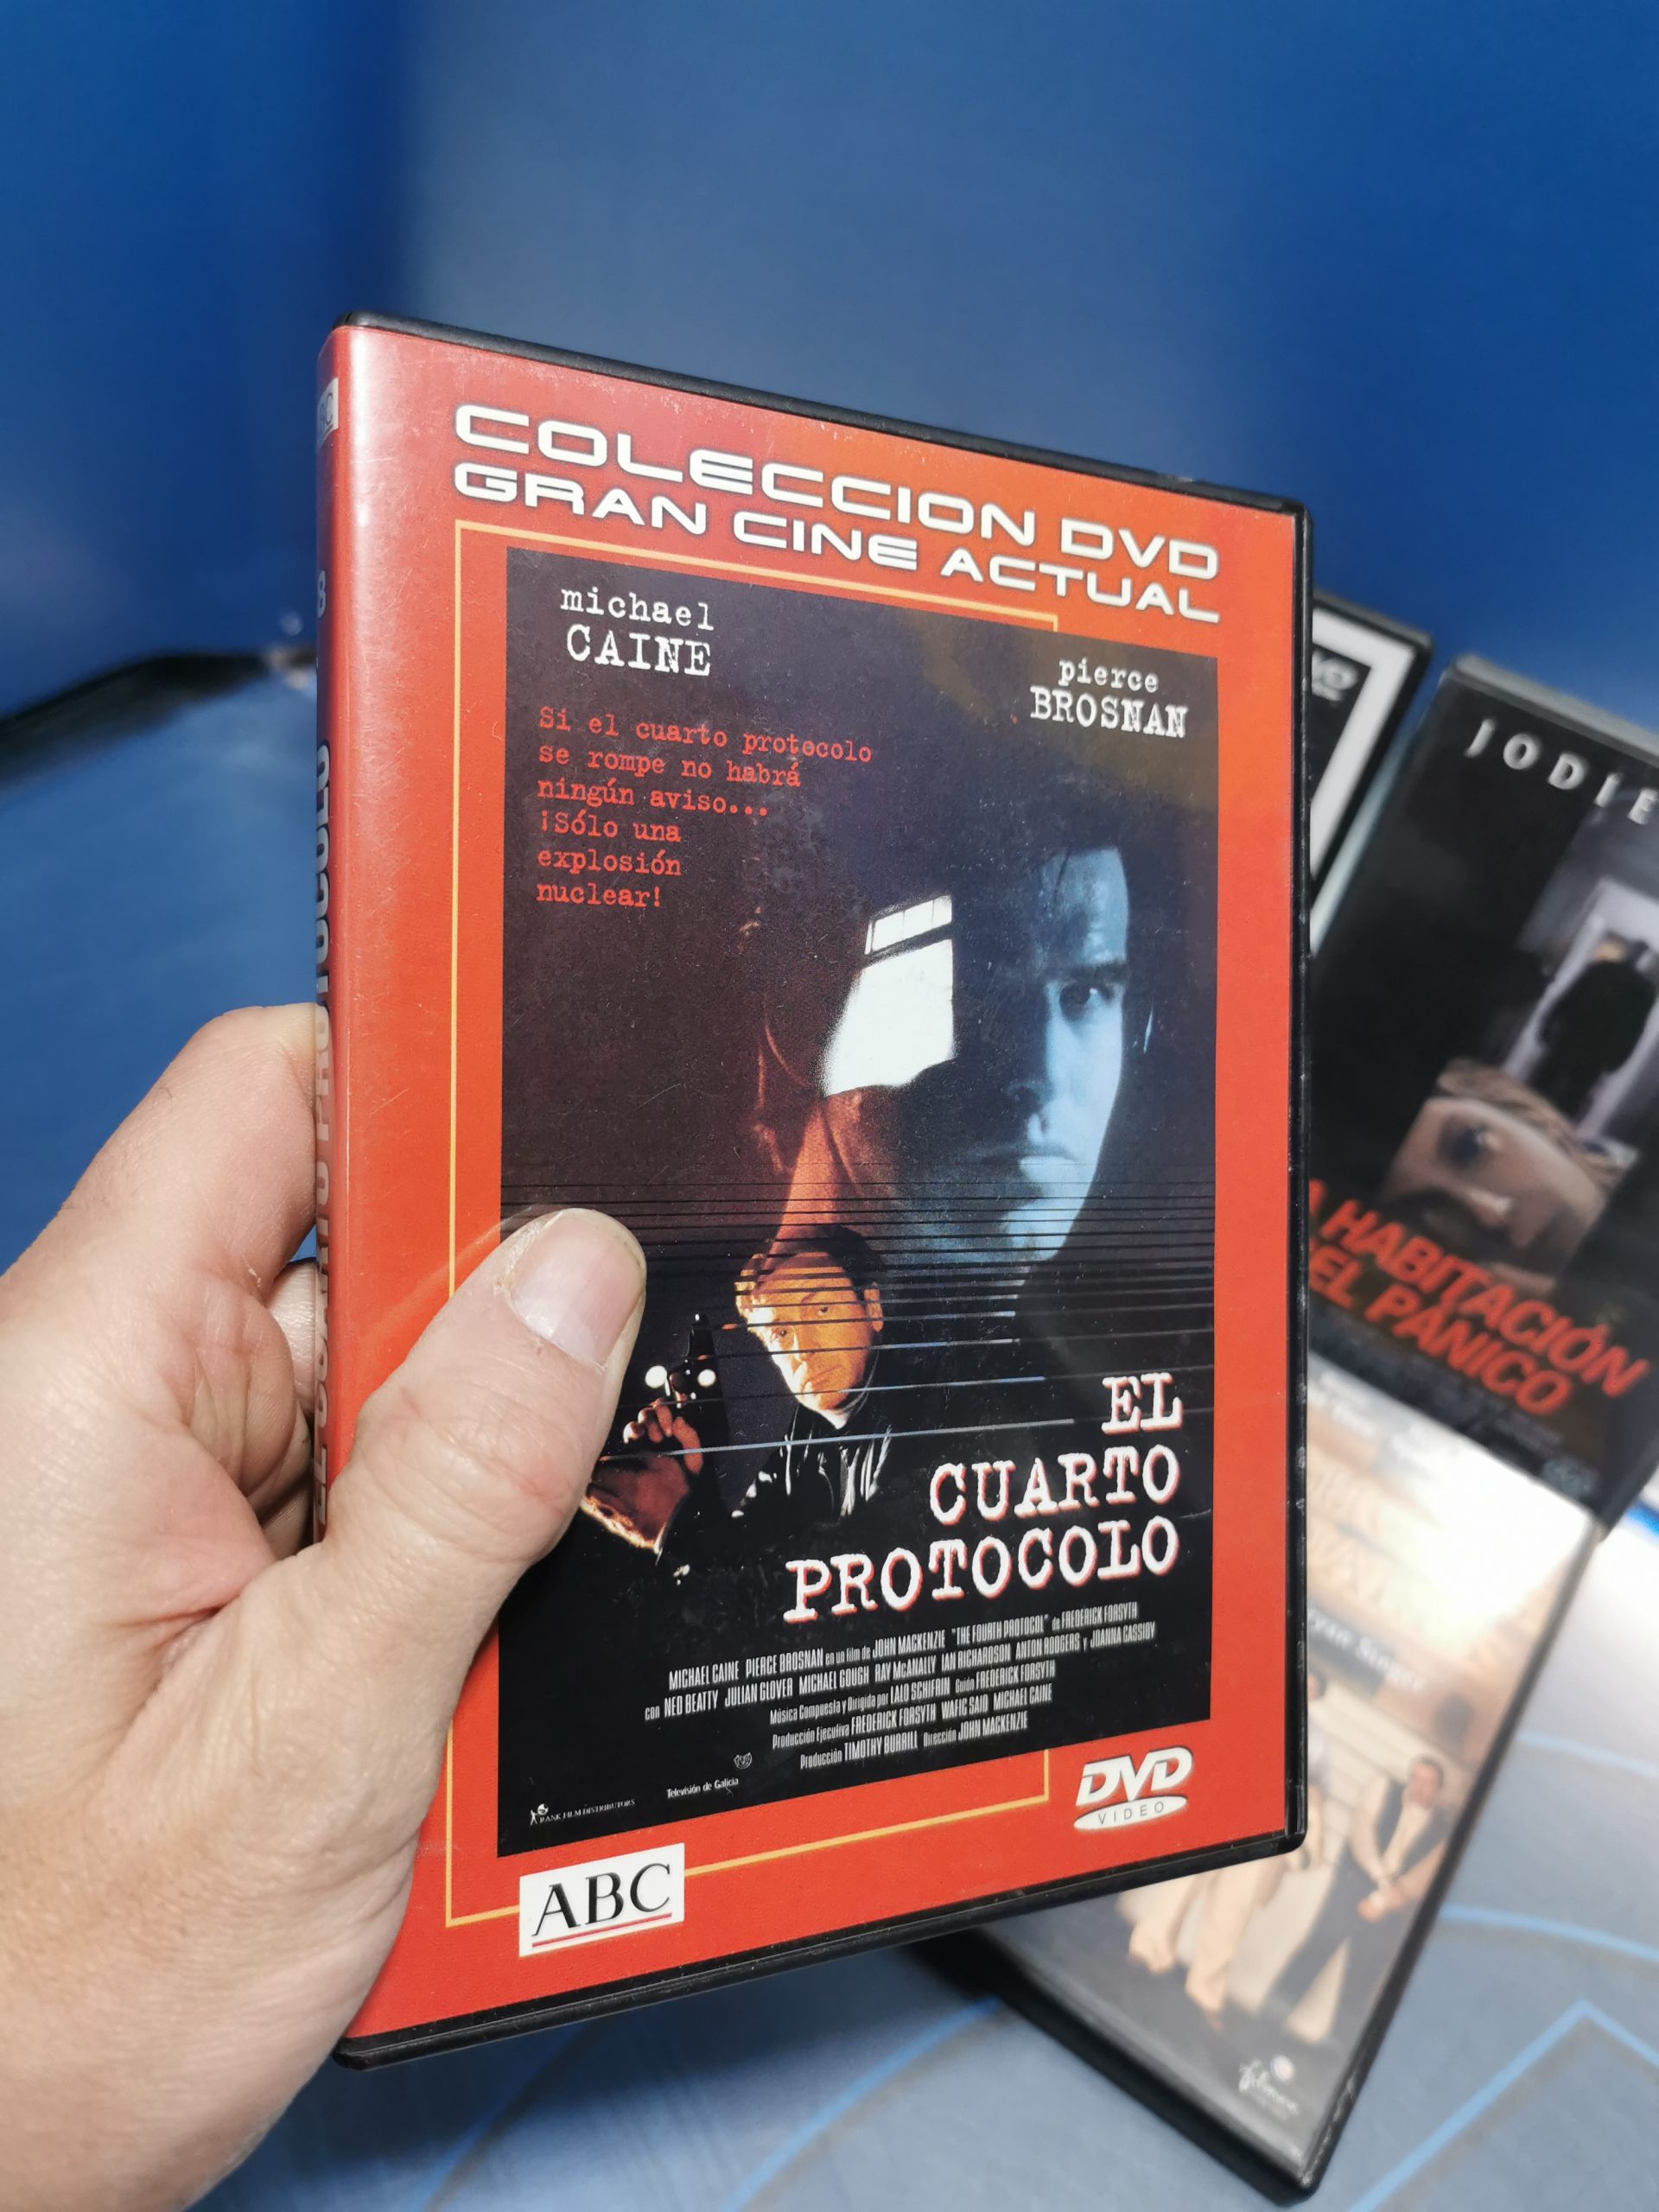 COLECCION DVD
GRAN CINE ACTUAL
michael
CAINE
pierce
BROSNAN
Si el cuarto protocolo
se rompe no habrá
ningún aviso...
¡Sólo una
explosión
nuclear!
EL
CUARTO
PROTOCOLO
MICHAEL CAINE PIERCE BROSNAN en un film de JOHN MACKENZIE "THE FOURTH PROTOCOL" de FREDERICK FORSYTH
con NED BEATTY JULIAN GLOVER MICHAEL GOUGH RAY McANALLY IAN RICHARDSON ANTON RODGERS y JOANNA CASSIDY
Música Compuesta y Dirigida por LALO SCHIFRIN Guión FREDERICK FORSYTH
Producción Ejecutiva FREDERICK FORSYTH WAFIC SAID MICHAEL CAINE
Producción TIMOTHY BURRILL Dirección JOHN MACKENZIE
RANK FILM DISTRIBUTORS
Televisión de Galicia
DVD
VIDEO
ABC
8
JODIE
HABITACIÓN
EL PÁNICO